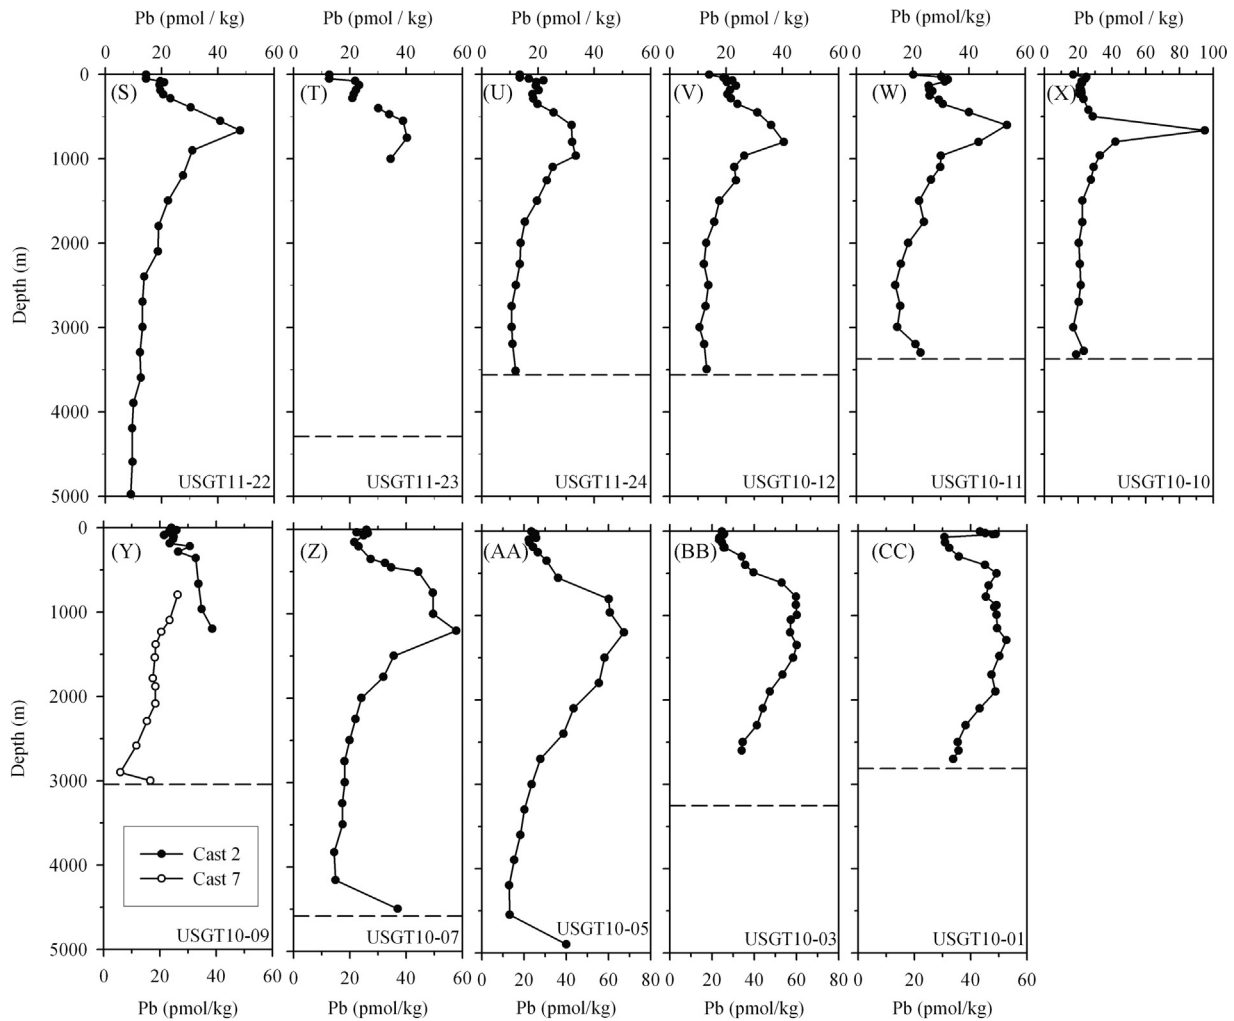 Pb (pmol / kg) Pb (pmol / kg) Pb (pmol / kg) Pb (pmol / kg) Pb (pmol/kg) Pb (pmol / kg)
0 20 40 60 0 20 40 60 0 20 40 60 0 20 40 60 0 20 40 60 0 20 40 60 80 100
0
(S) (T) (U) (V) (W) (X)
1000
2000
Depth (m)
3000
4000
USGT11-22 USGT11-23 USGT11-24 USGT10-12 USGT10-11 USGT10-10
5000
0
(Y) (Z) (AA) (BB) (CC)
1000
2000
Depth (m)
3000
Cast 2
4000
Cast 7
USGT10-09 USGT10-07 USGT10-05 USGT10-03 USGT10-01
5000
0 20 40 60 0 20 40 60 0 20 40 60 80 0 20 40 60 80 0 20 40 60
Pb (pmol/kg) Pb (pmol/kg) Pb (pmol/kg) Pb (pmol/kg) Pb (pmol/kg)